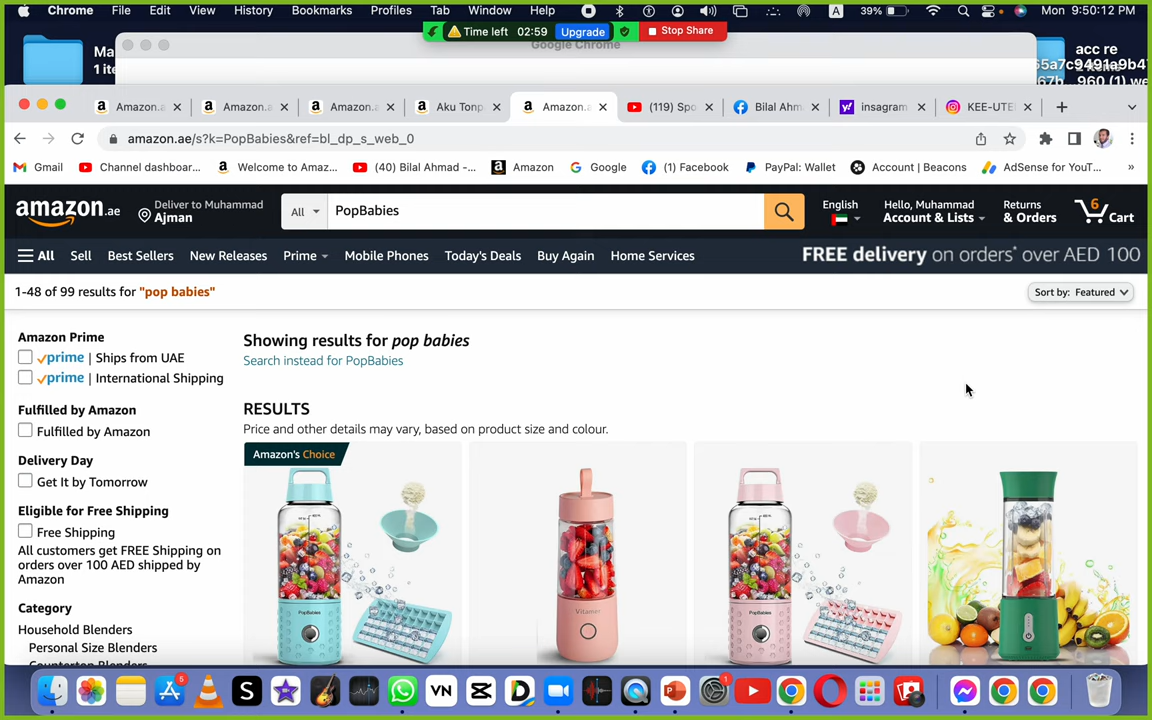 Chrome File Edit View History Bookmarks Profiles Tab Window Help A 39% Mon 9:50:12 PM
Time left 02:59 Upgrade Stop Share
Google Chrome
Ma
1 ite
acc re
Amazon.a Amazon.a Amazon.a Aku Tonp Amazon.a (119) Spo Bilal Ahm insagram KEE-UTE
amazon.ae/s?k=PopBabies&ref=bl_dp_s_web_0
Gmail Channel dashboar... Welcome to Amaz... (40) Bilal Ahmad -... Amazon Google (1) Facebook PayPal: Wallet Account | Beacons AdSense for YouT... »
amazon.ae Deliver to Muhammad
Ajman
All PopBabies
English
Hello, Muhammad
Account & Lists
Returns
& Orders
6
Cart
All Sell Best Sellers New Releases Prime Mobile Phones Today's Deals Buy Again Home Services FREE delivery on orders* over AED 100
1-48 of 99 results for "pop babies"
Sort by: Featured
Amazon Prime
prime | Ships from UAE
prime | International Shipping
Fulfilled by Amazon
Fulfilled by Amazon
Delivery Day
Get It by Tomorrow
Eligible for Free Shipping
Free Shipping
All customers get FREE Shipping on
orders over 100 AED shipped by
Amazon
Category
Household Blenders
Personal Size Blenders
Countertop Blenders
Showing results for pop babies
Search instead for PopBabies
RESULTS
Price and other details may vary, based on product size and colour.
Amazon's Choice
PopBabies
Vitamer
PopBabies
5
S
VN
1